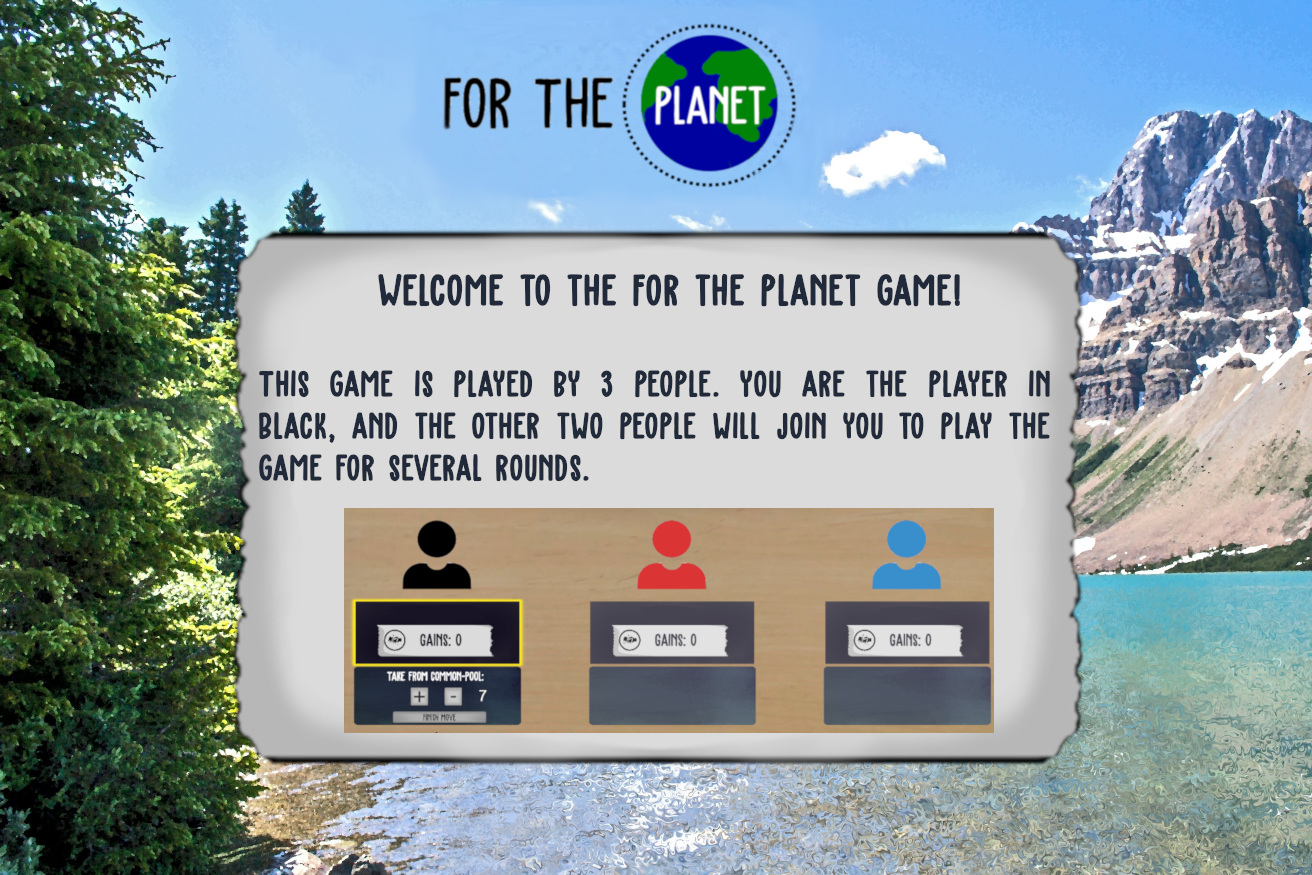 FOR THE PLANET
WELCOME TO THE FOR THE PLANET GAME!
THIS GAME IS PLAYED BY 3 PEOPLE. YOU ARE THE PLAYER IN
BLACK, AND THE OTHER TWO PEOPLE WILL JOIN YOU TO PLAY THE
GAME FOR SEVERAL ROUNDS.
GAINS: 0 GAINS: 0 GAINS: 0
TAKE FROM COMMON-POOL:
+ - 7
FINISH MOVE